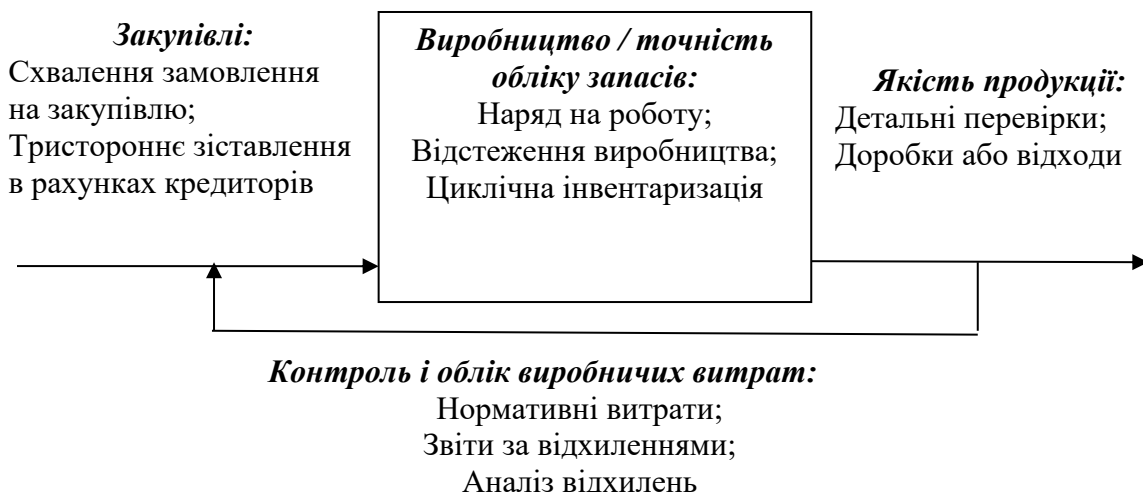 Закупівлі:
Схвалення замовлення
на закупівлю;
Тристороннє зіставлення
в рахунках кредиторів
Виробництво / точність
обліку запасів:
Наряд на роботу;
Відстеження виробництва;
Циклічна інвентаризація
Якість продукції:
Детальні перевірки;
Доробки або відходи
Контроль і облік виробничих витрат:
Нормативні витрати;
Звіти за відхиленнями;
Аналіз відхилень